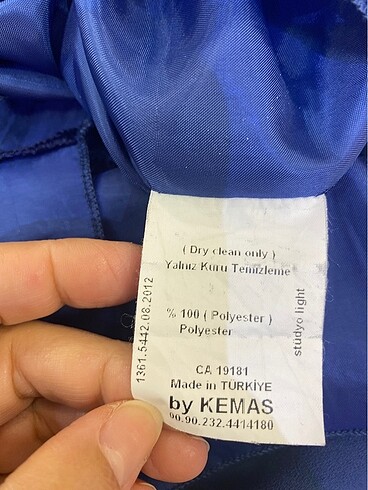 ( Dry clean only )
Yalnız Kuru Temizleme
% 100 ( Polyester )
Polyester
CA 19181
Made in TÜRKİYE
by KEMAS
90.90.232.4414180
1361.5442.08.2012
stüdyo light